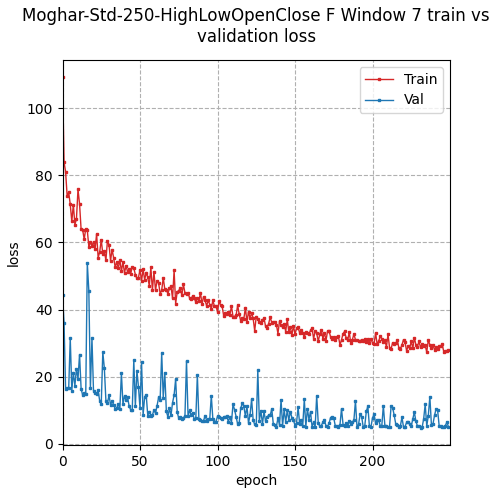 Moghar-Std-250-HighLowOpenClose F Window 7 train vs
validation loss
Train
Val
100
80
60
40
20
0
loss
0
50
100
150
200
epoch